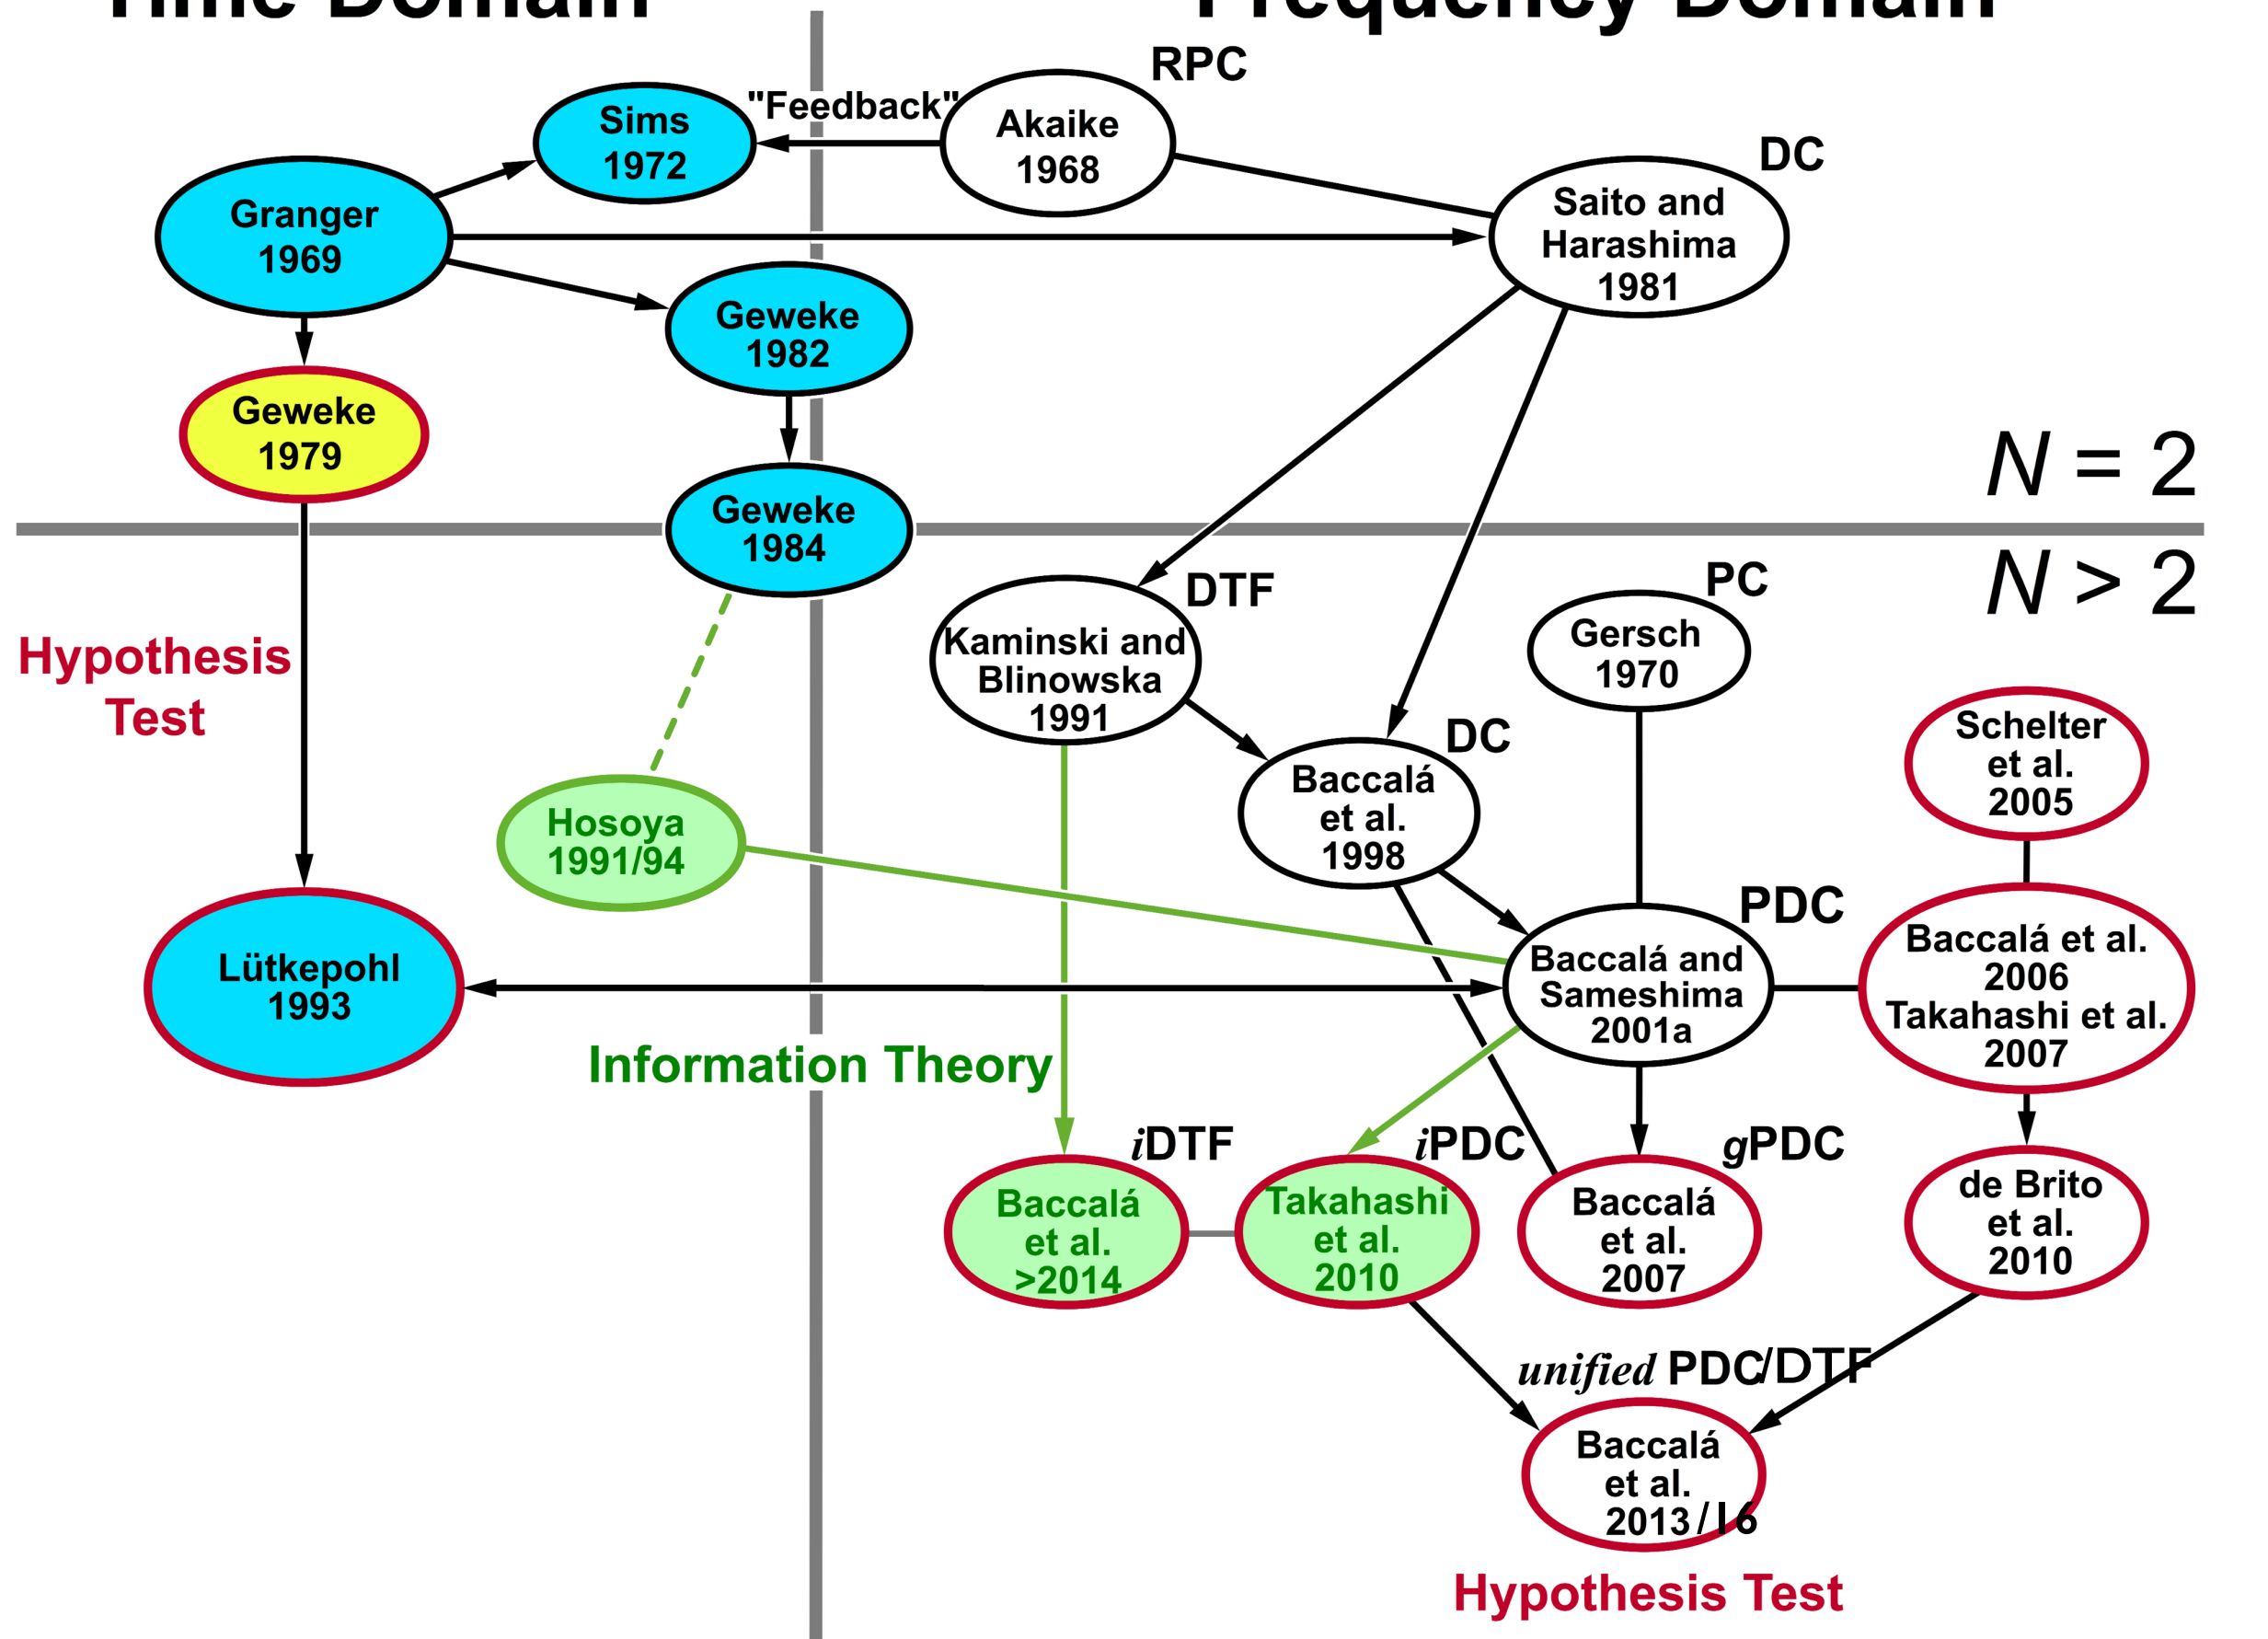 Time Domain
Frequency Domain
RPC
"Feedback"
Sims
1972
Akaike
1968
DC
Saito and
Harashima
1981
Granger
1969
Geweke
1982
Geweke
1979
N = 2
Geweke
1984
N > 2
DTF
PC
Kaminski and
Blinowska
1991
Gersch
1970
Hypothesis
Test
Schelter
et al.
2005
DC
Baccalá
et al.
1998
Hosoya
1991/94
PDC
Lütkepohl
1993
Baccalá and
Sameshima
2001a
Baccalá et al.
2006
Takahashi et al.
2007
Information Theory
iDTF
iPDC
gPDC
Baccalá
et al.
>2014
Takahashi
et al.
2010
Baccalá
et al.
2007
de Brito
et al.
2010
unified PDC/DTF
Baccalá
et al.
2013/16
Hypothesis Test